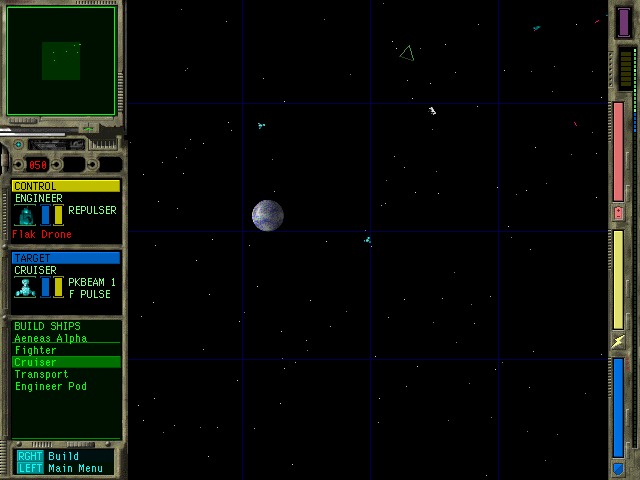 050
CONTROL
ENGINEER
REPULSER
Flak Drona
TARGET
CRUISER
PKBEAM 1
F PULSE
BUILD SHIPS
Aeneas Alpha
Fighter
Cruiser
Transport
Engineer Pod
RGHT Build
LEFT Main Menu